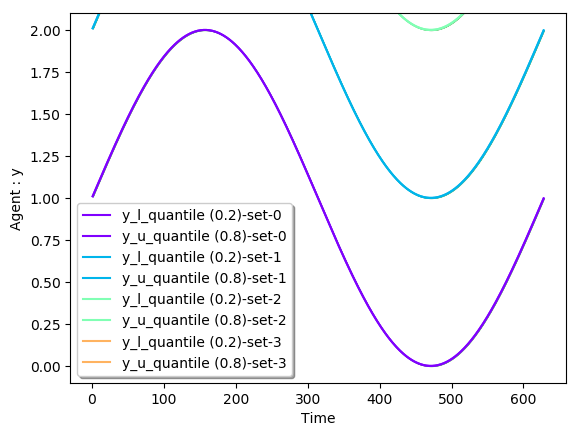 2.00
1.75
1.50
1.25
1.00
0.75
0.50
0.25
0.00
Agent : y
y_l_quantile (0.2)-set-0
y_u_quantile (0.8)-set-0
y_l_quantile (0.2)-set-1
y_u_quantile (0.8)-set-1
y_l_quantile (0.2)-set-2
y_u_quantile (0.8)-set-2
y_l_quantile (0.2)-set-3
y_u_quantile (0.8)-set-3
0 100 200 300 400 500 600
Time